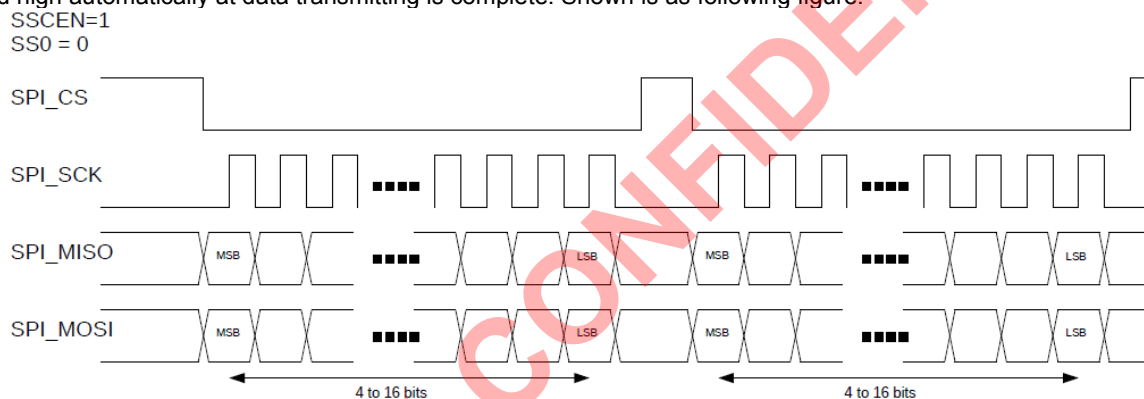 d high automatically at data transmitting is complete. Shown is as following figure.
SSCEN=1
SS0 = 0
SPI_CS
SPI_SCK
SPI_MISO MSB LSB MSB LSB
SPI_MOSI MSB LSB MSB LSB
4 to 16 bits 4 to 16 bits
CONFIDE